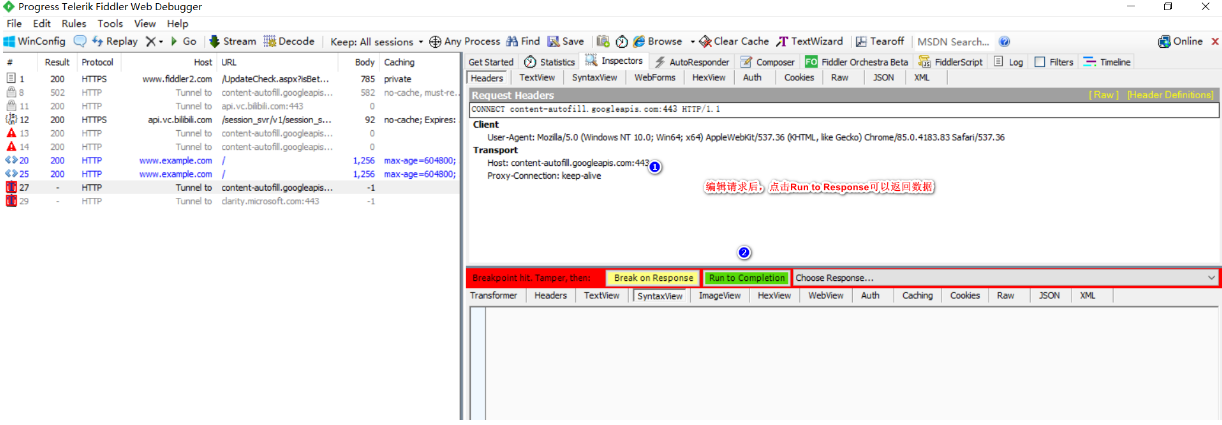 Progress Telerik Fiddler Web Debugger
File Edit Rules Tools View Help
WinConfig Replay X Go Stream Decode Keep: All sessions Any Process Find Save Browse Clear Cache TextWizard Tearoff MSDN Search... Online X
# Result Protocol Host URL Body Caching
1 200 HTTPS www.fiddler2.com /UpdateCheck.aspx?isBet... 785 private
8 502 HTTP Tunnel to content-autofill.googleapis... 582 no-cache, must-re...
11 200 HTTP Tunnel to api.vc.bilibili.com:443 0
12 200 HTTPS api.vc.bilibili.com /session_svr/v1/session_s... 92 no-cache; Expires:
13 200 HTTP Tunnel to content-autofill.googleapis... 0
14 200 HTTP Tunnel to content-autofill.googleapis... 0
20 200 HTTP www.example.com / 1,256 max-age=604800;
25 200 HTTP www.example.com / 1,256 max-age=604800;
27 - HTTP Tunnel to content-autofill.googleapis... -1
29 - HTTP Tunnel to clarity.microsoft.com:443 -1
Get Started Statistics Inspectors AutoResponder Composer FO Fiddler Orchestra Beta FiddlerScript Log Filters Timeline
Headers TextView SyntaxView WebForms HexView Auth Cookies Raw JSON XML
Request Headers [ Raw ] [Header Definitions]
CONNECT content-autofill.googleapis.com:443 HTTP/1.1
Client
User-Agent: Mozilla/5.0 (Windows NT 10.0; Win64; x64) AppleWebKit/537.36 (KHTML, like Gecko) Chrome/85.0.4183.83 Safari/537.36
Transport
Host: content-autofill.googleapis.com:443
1
Proxy-Connection: keep-alive
编辑请求后，点击Run to Response可以返回数据
2
Breakpoint hit. Tamper, then: Break on Response Run to Completion Choose Response...
Transformer Headers TextView SyntaxView ImageView HexView WebView Auth Caching Cookies Raw JSON XML